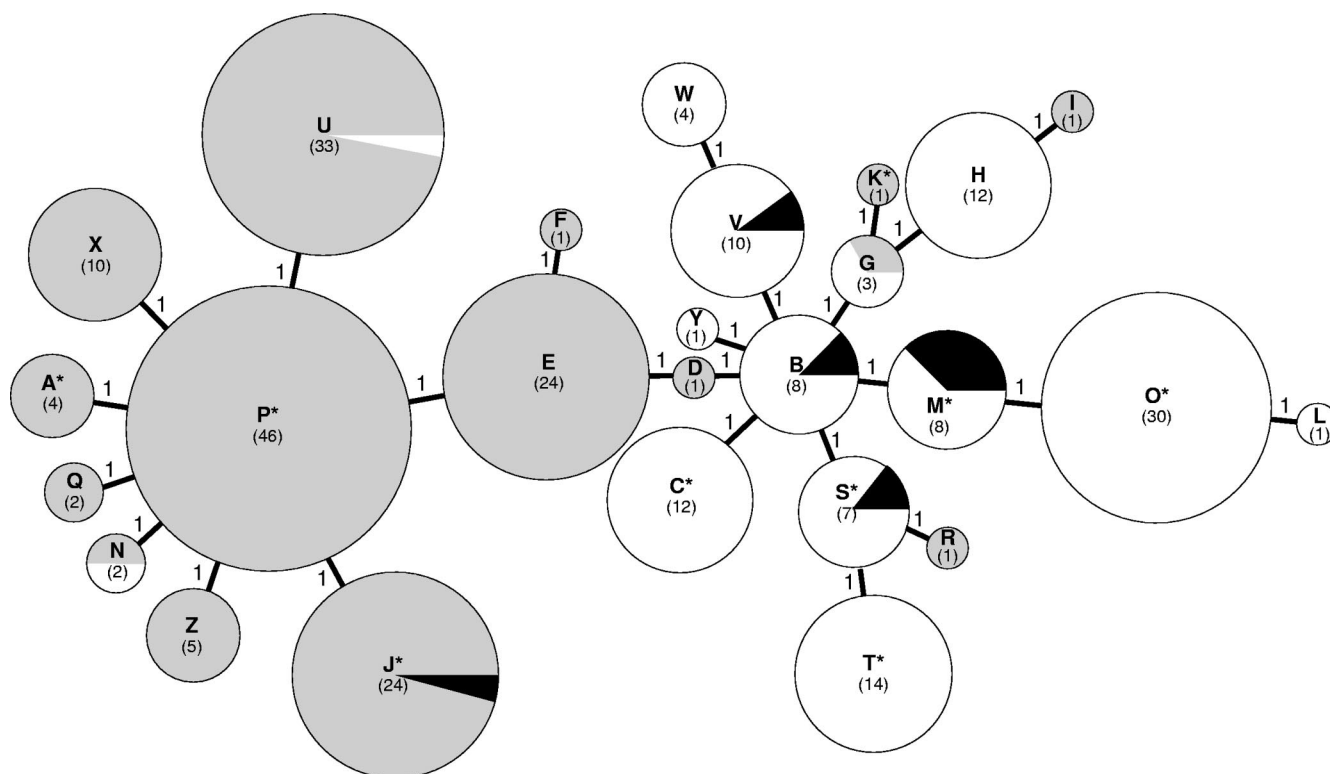 U
(33)
W
(4)
I
(1)
1
1
K*
(1)
H
(12)
V
(10)
1
1
F
(1)
X
(10)
1
1
G
(3)
1
1
1
1
Y
(1)
1
E
(24)
1
D
(1)
1
B
(8)
1
M*
(8)
1
O*
(30)
1
L
(1)
A*
(4)
1
P*
(46)
1
1
1
Q
(2)
1
C*
(12)
S*
(7)
1
R
(1)
N
(2)
1
1
1
1
Z
(5)
J*
(24)
T*
(14)